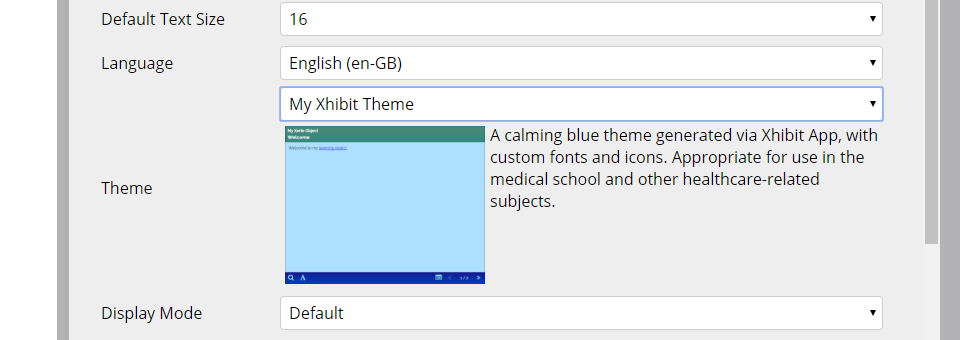 Default Text Size
16
Language
English (en-GB)
My Xhibit Theme
Theme
My Xerte Object
Welcome
Welcome to my learning object
A calming blue theme generated via Xhibit App, with
custom fonts and icons. Appropriate for use in the
medical school and other healthcare-related
subjects.
A
1/3
Display Mode
Default